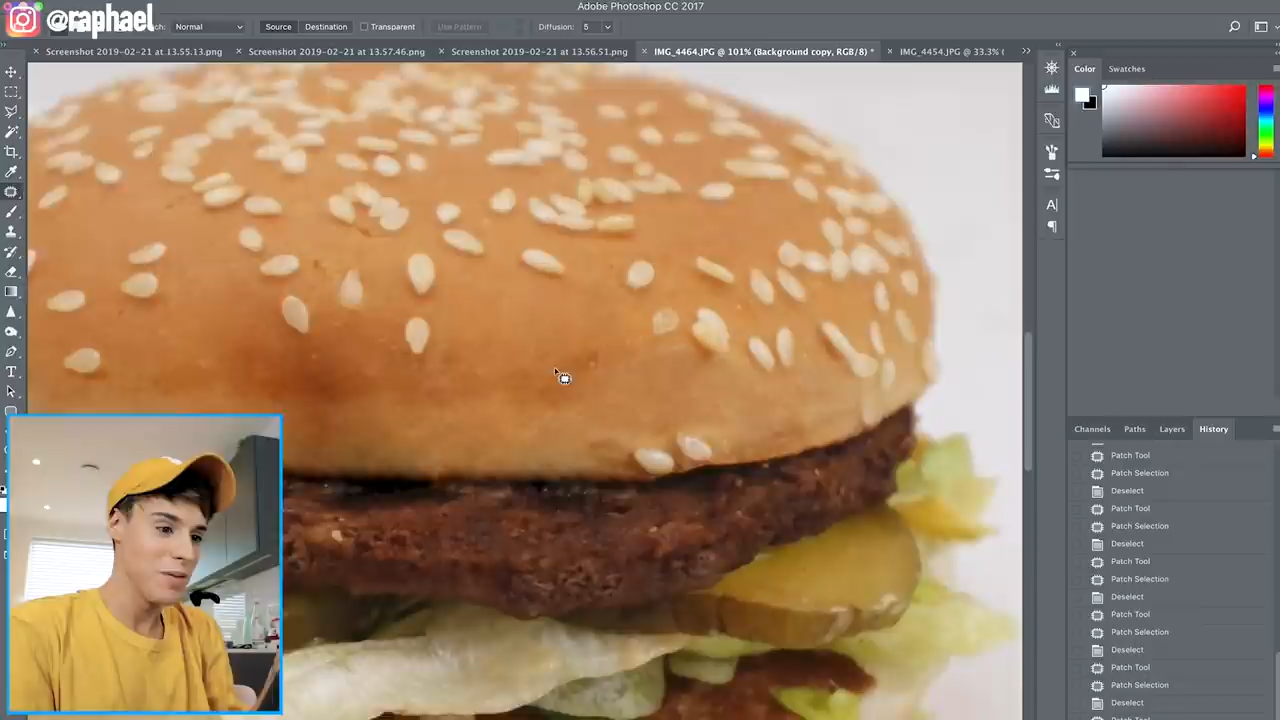 Adobe Photoshop CC 2017
@raphael
Normal
Source
Destination
Transparent
Use Pattern
Diffusion: 5
Screenshot 2019-02-21 at 13.55.13.png
Screenshot 2019-02-21 at 13.57.46.png
Screenshot 2019-02-21 at 13.56.51.png
IMG_4464.JPG @ 101% (Background copy, RGB/8) *
IMG_4454.JPG @ 33.3% (
Color
Swatches
Channels
Paths
Layers
History
Patch Tool
Patch Selection
Deselect
Patch Tool
Patch Selection
Deselect
Patch Tool
Patch Selection
Deselect
Patch Tool
Patch Selection
Deselect
Patch Tool
Patch Selection
Deselect